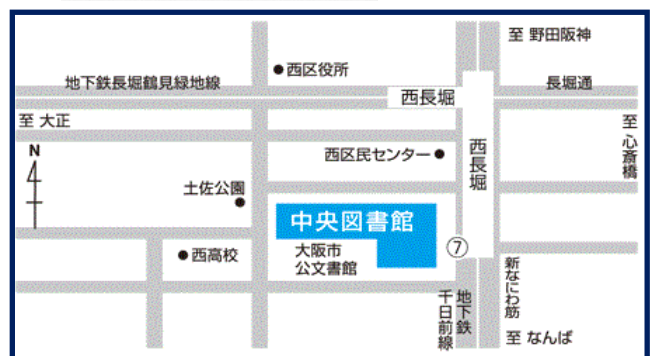 至 野田阪神
西区役所
地下鉄長堀鶴見緑地線
長堀通
西長堀
至 大正
至 心斎橋
西区民センター
西長堀
N
土佐公園
中央図書館
西高校
大阪市
公文書館
⑦
新なにわ筋
地下鉄
千日前線
至 なんば